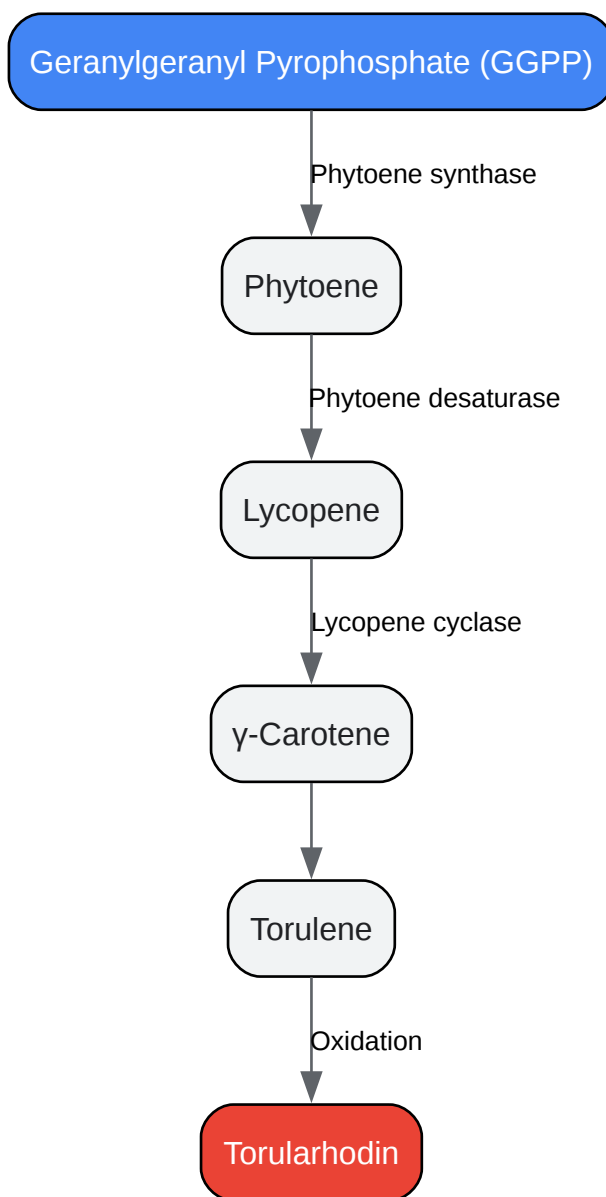 Geranylgeranyl Pyrophosphate (GGPP)
Phytoene synthase
Phytoene
Phytoene desaturase
Lycopene
Lycopene cyclase
γ-Carotene
Torulene
Oxidation
Torularhodin